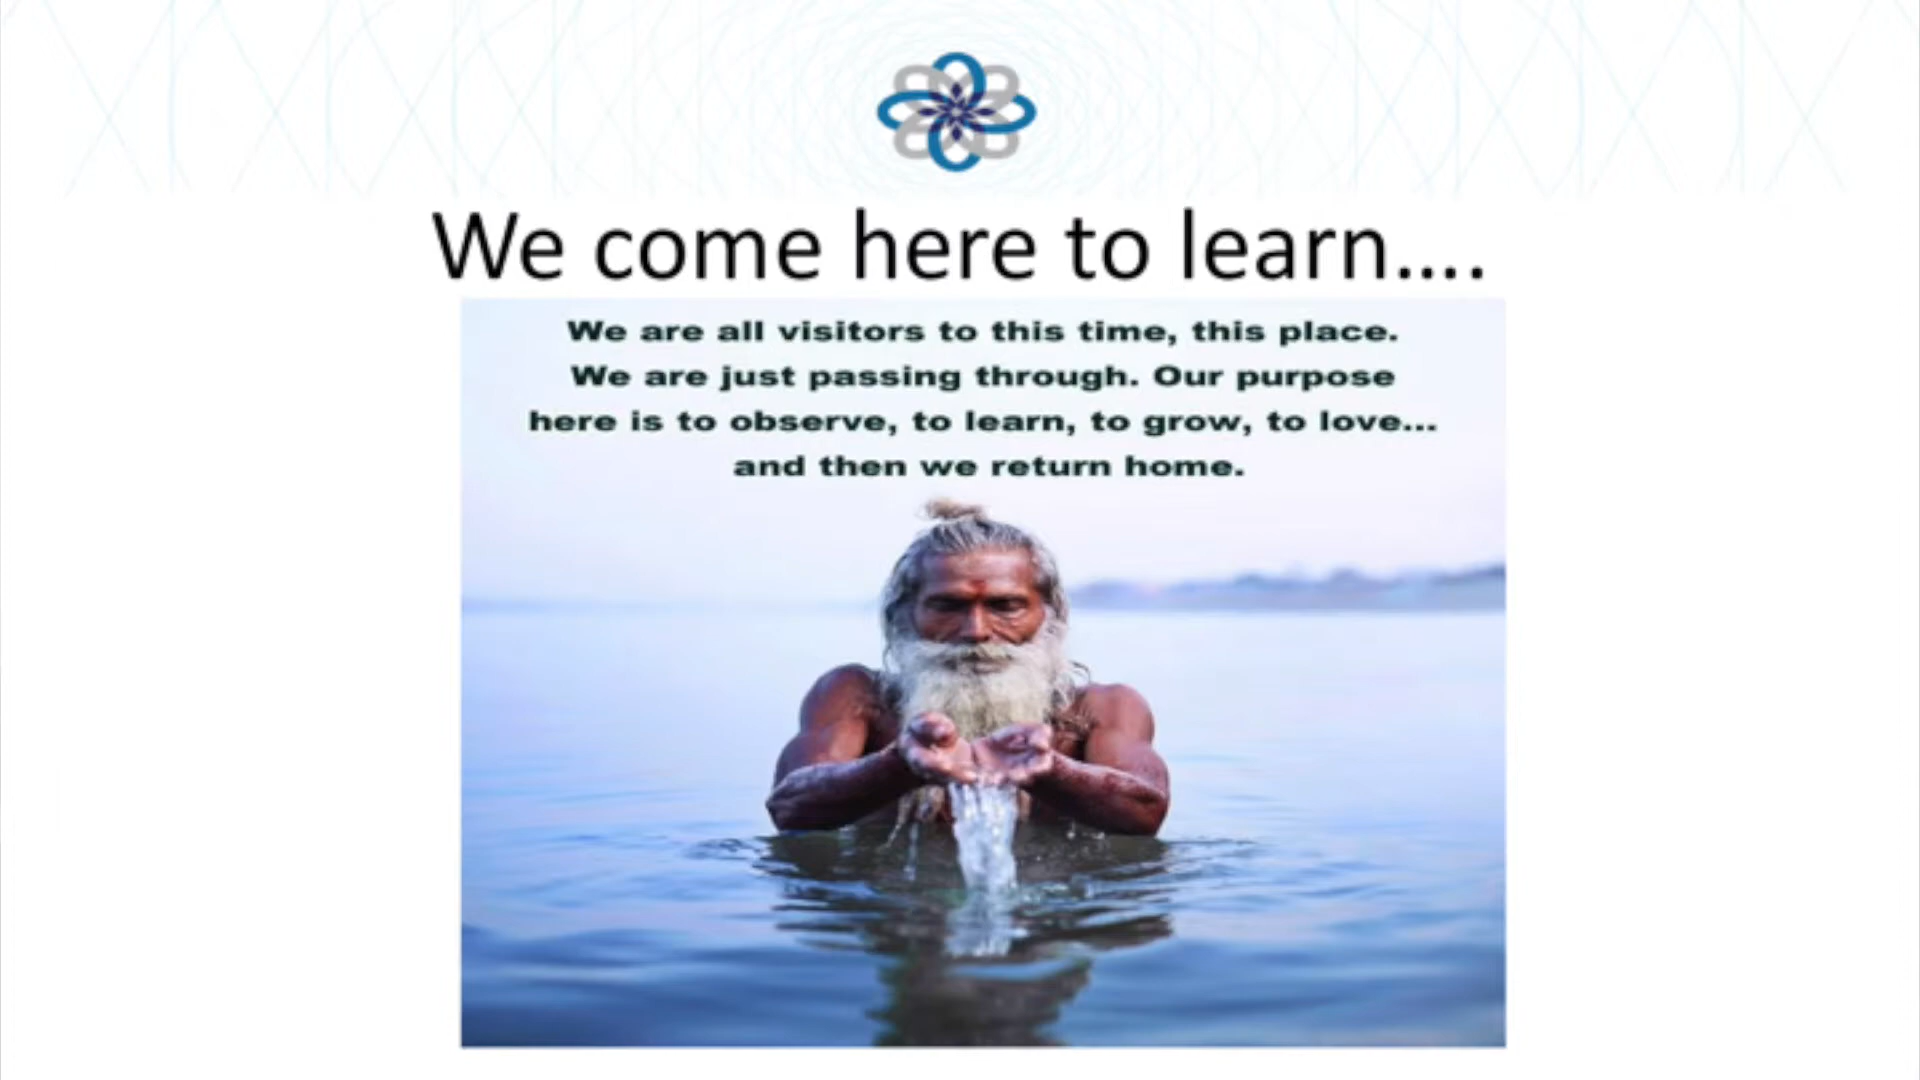 We come here to learn....
We are all visitors to this time, this place.
We are just passing through. Our purpose
here is to observe, to learn, to grow, to love...
and then we return home.